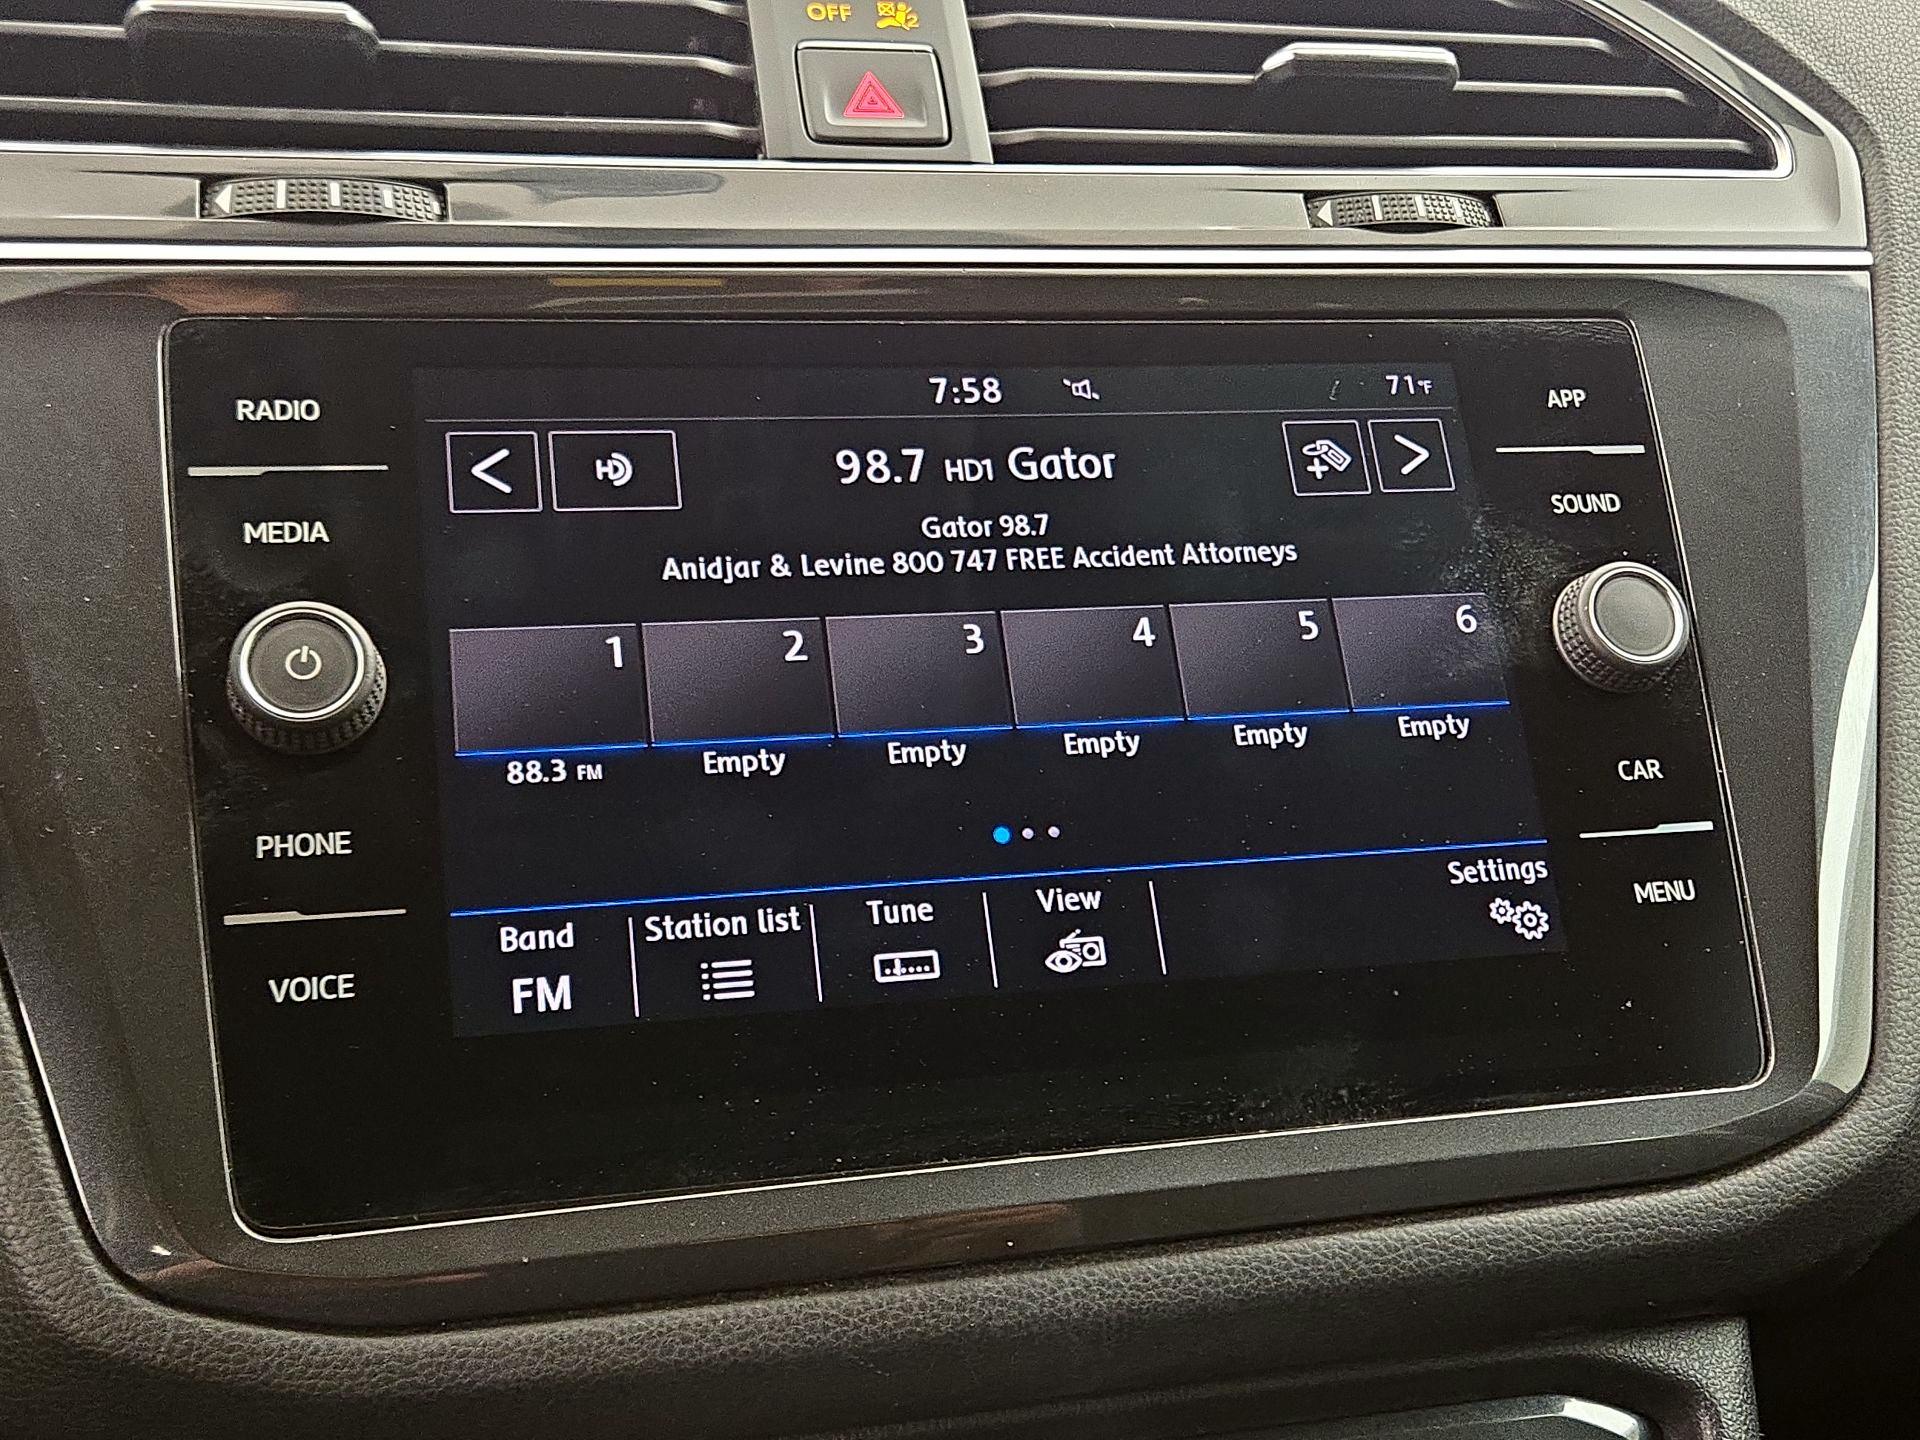 OFF 2
7:58 71°F
RADIO
APP
HD 98.7 HD1 Gator
MEDIA
SOUND
Gator 98.7
Anidjar & Levine 800 747 FREE Accident Attorneys
1 2 3 4 5 6
88.3 FM Empty Empty Empty Empty Empty
CAR
PHONE
MENU
VOICE
Band Station list Tune View Settings
FM